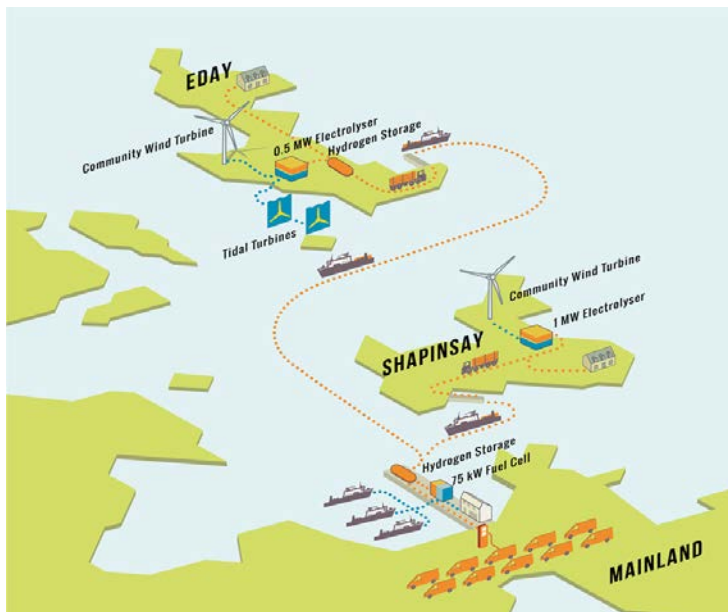 EDAY
Community Wind Turbine
0.5 MW Electrolyser
Hydrogen Storage
Tidal Turbines
Community Wind Turbine
1 MW Electrolyser
SHAPINSAY
Hydrogen Storage
75 kW Fuel Cell
MAINLAND